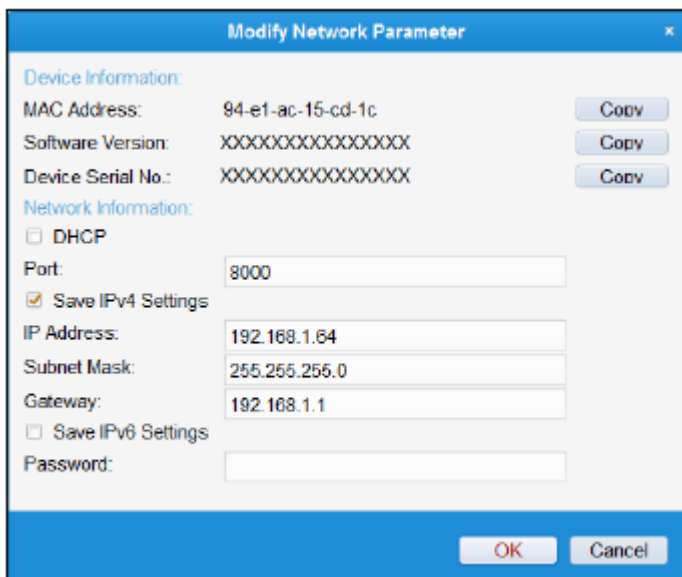 Modify Network Parameter ×
Device Information:
MAC Address: 94-e1-ac-15-cd-1c Copy
Software Version: XXXXXXXXXXXXXXX Copy
Device Serial No.: XXXXXXXXXXXXXXX Copy
Network Information:
DHCP
Port: 8000
Save IPv4 Settings
IP Address: 192.168.1.64
Subnet Mask: 255.255.255.0
Gateway: 192.168.1.1
Save IPv6 Settings
Password:
OK Cancel